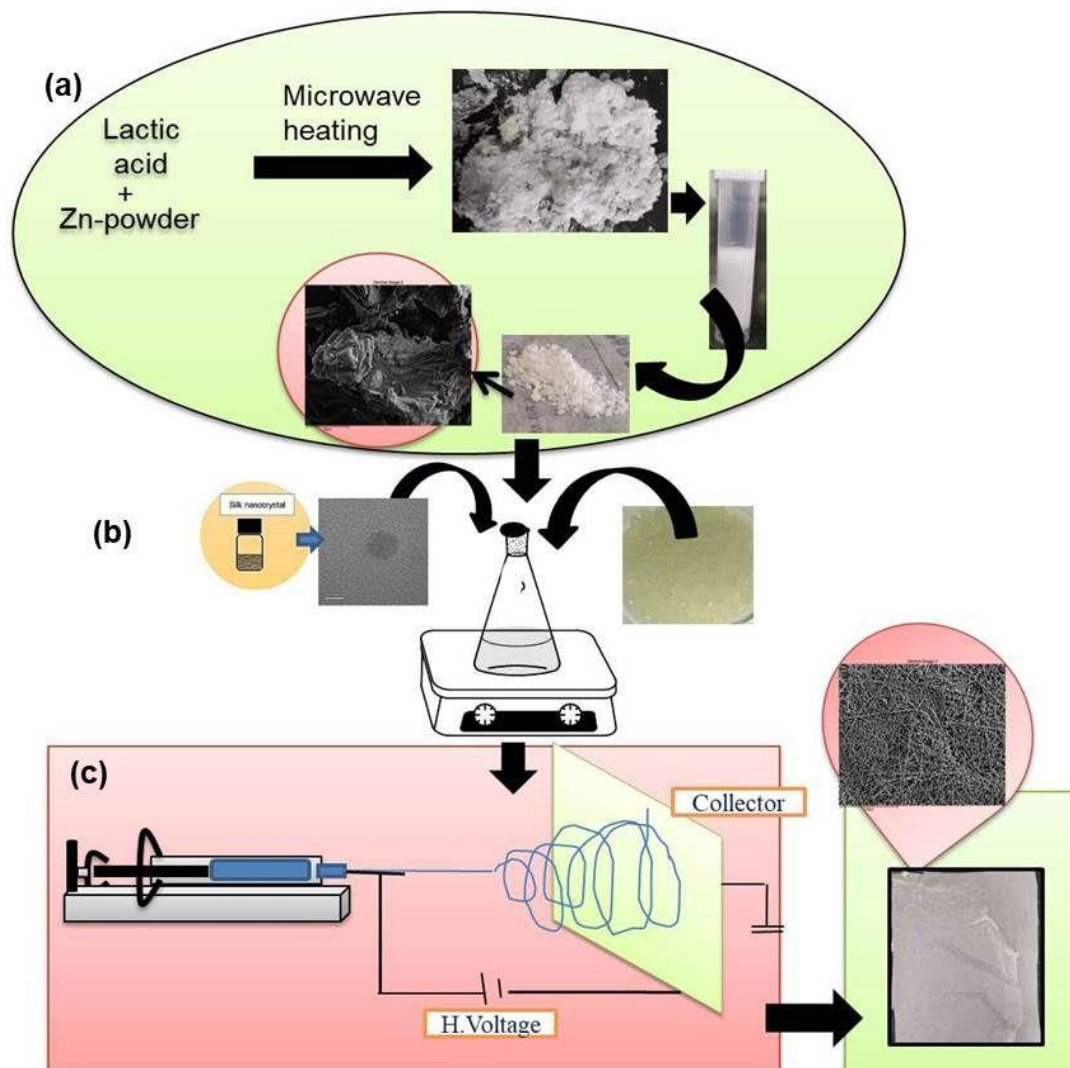 (a)
Lactic
acid
+
Zn-powder
Microwave
heating
(b)
Silk nanocrystal
(c)
Collector
H.Voltage